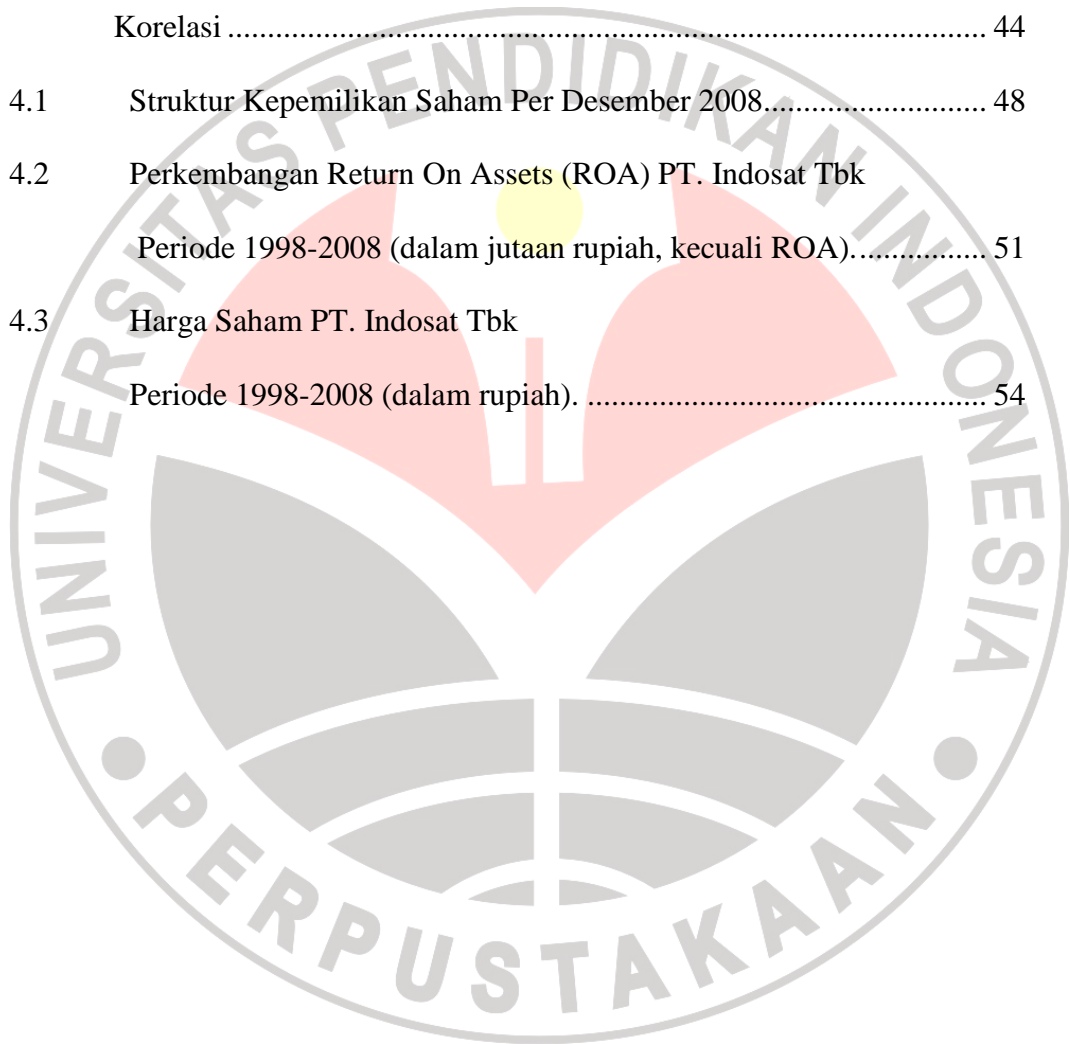 Korelasi ............................................................................................... 44
4.1 Struktur Kepemilikan Saham Per Desember 2008............................ 48
4.2 Perkembangan Return On Assets (ROA) PT. Indosat Tbk
Periode 1998-2008 (dalam jutaan rupiah, kecuali ROA)................. 51
4.3 Harga Saham PT. Indosat Tbk
Periode 1998-2008 (dalam rupiah). .................................................. 54
UNIVERSITAS PENDIDIKAN INDONESIA
PERPUSTAKAAN